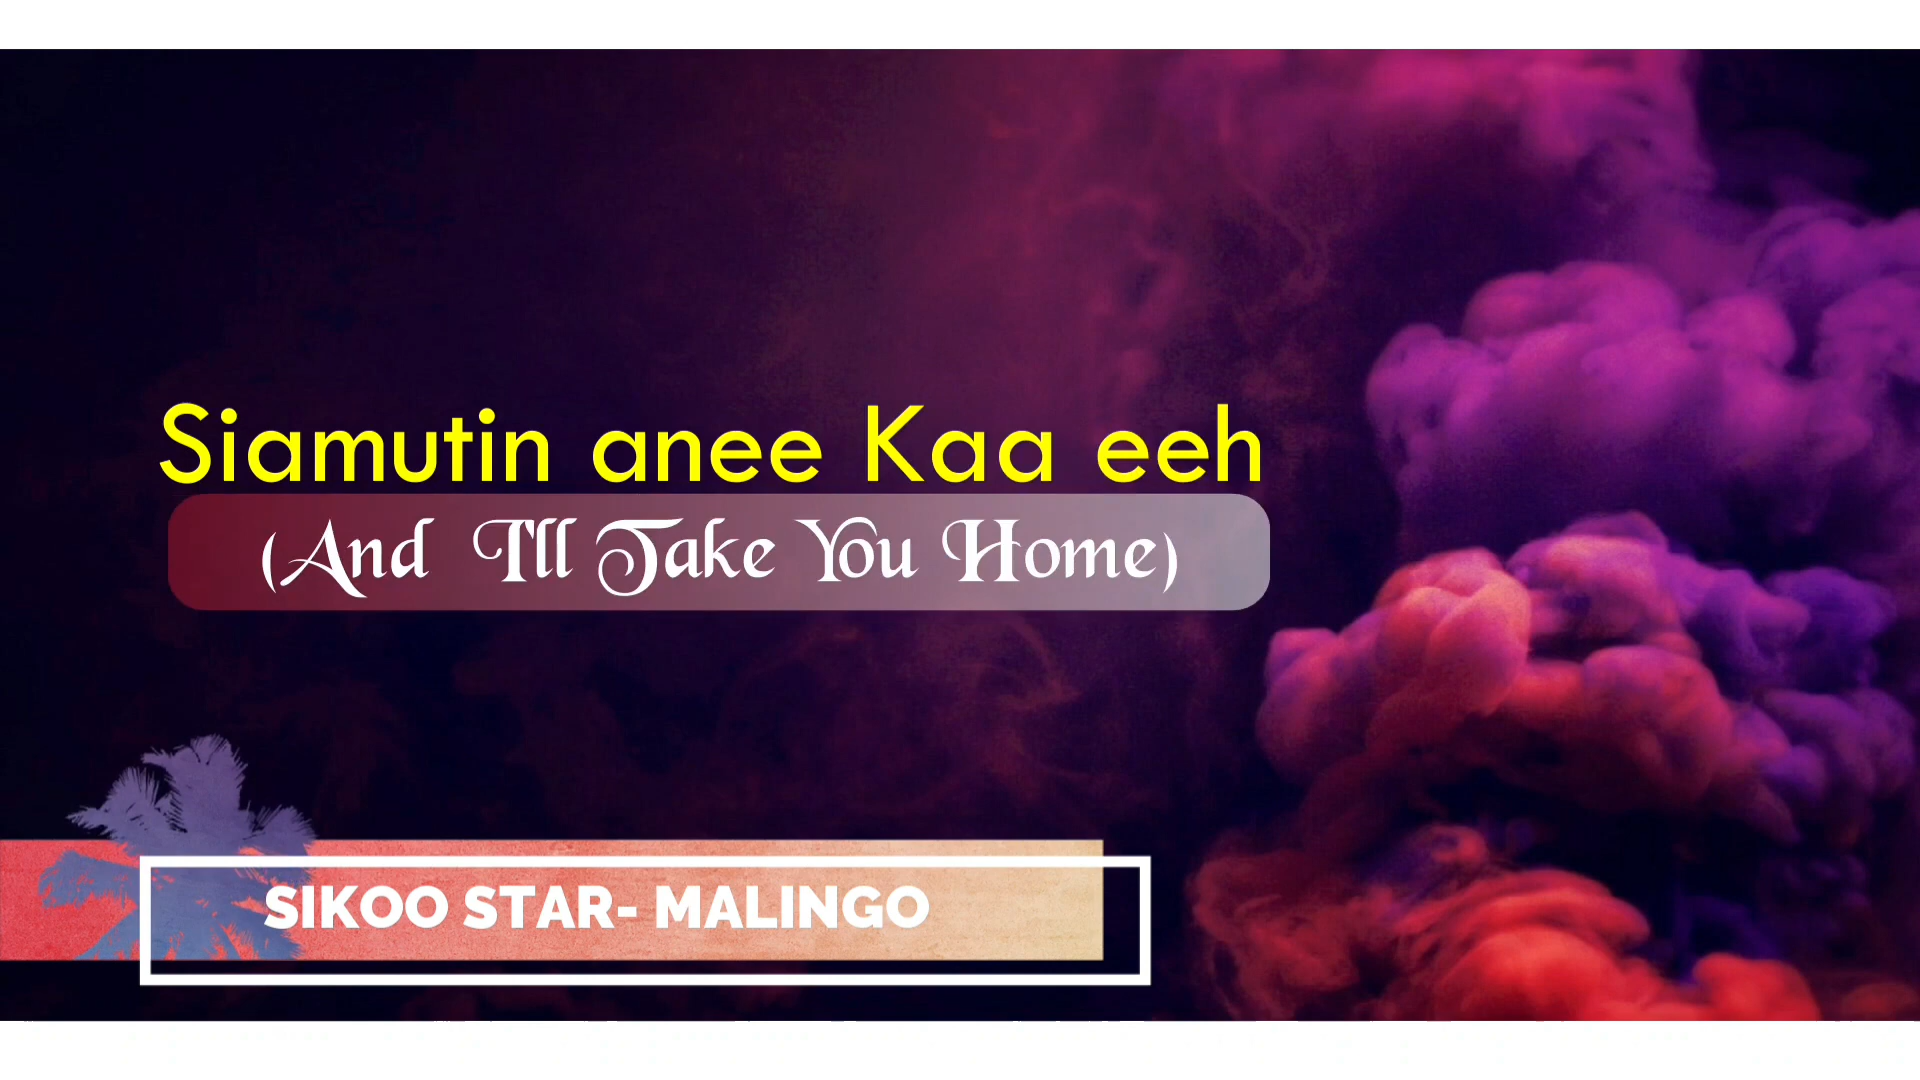 Siamutin anee Kaa eeh
(And I'll Take You Home)
SIKOO STAR- MALINGO